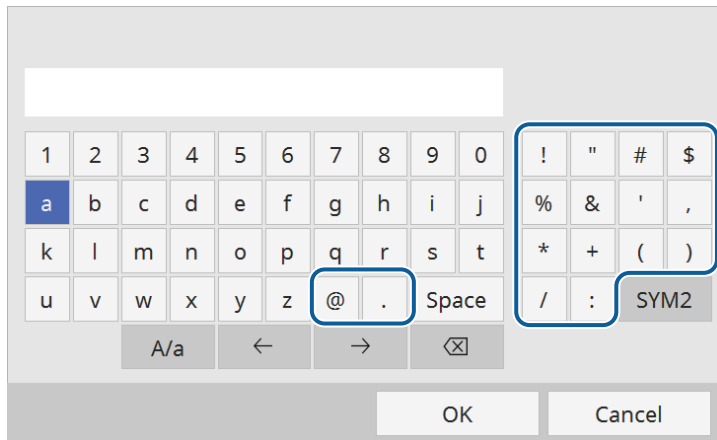 1 2 3 4 5 6 7 8 9 0 ! " # $
a b c d e f g h i j % & ' ,
k l m n o p q r s t * + ( )
u v w x y z @ . Space / : SYM2
A/a ← →
OK Cancel